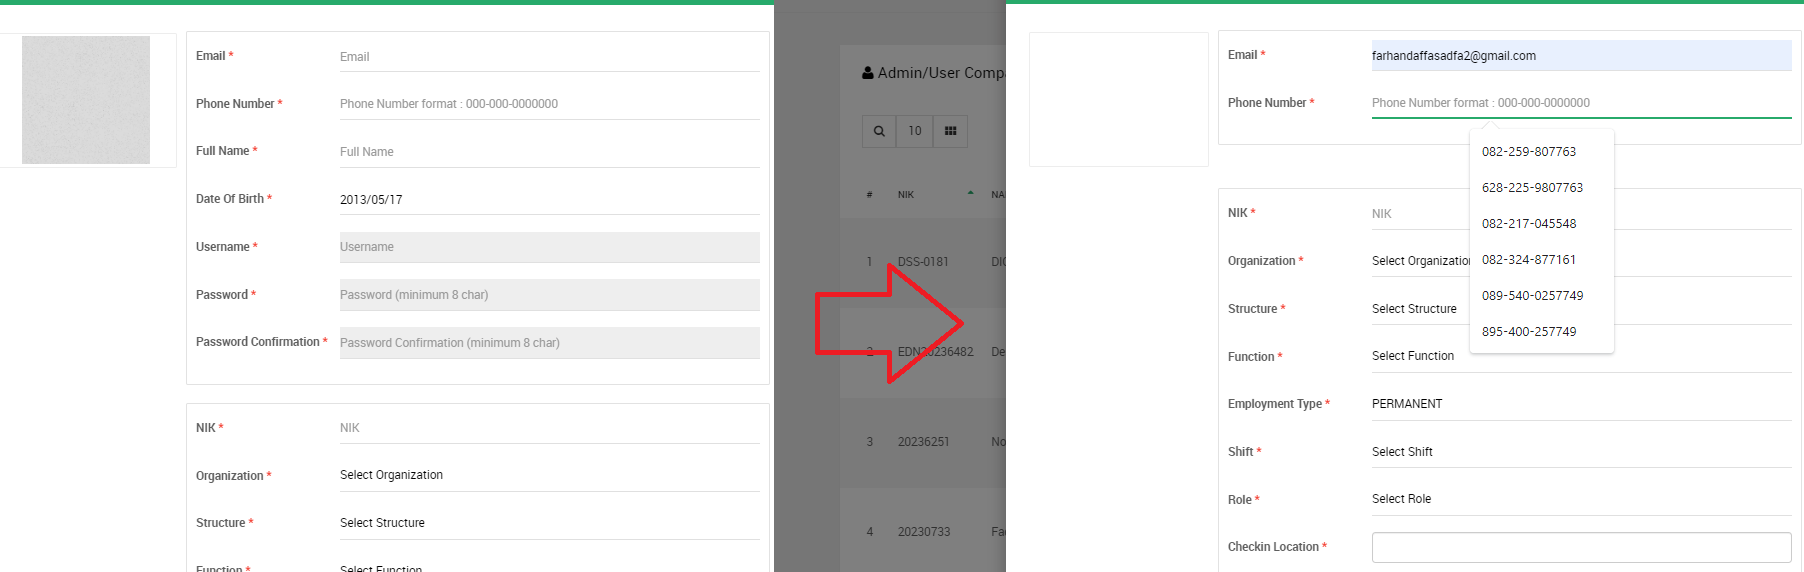 Email *
Email
Phone Number *
Phone Number format : 000-000-0000000
Full Name *
Full Name
Date Of Birth *
2013/05/17
Username *
Username
Password *
Password (minimum 8 char)
Password Confirmation *
Password Confirmation (minimum 8 char)
NIK *
NIK
Organization *
Select Organization
Structure *
Select Structure
Function *
Select Function
Admin/User Compa
10
#
NIK
NA
1
DSS-0181
DIC
2
EDN20236482
De
3
20236251
No
4
20230733
Fa
Email *
farhandaffasadfa2@gmail.com
Phone Number *
Phone Number format : 000-000-0000000
082-259-807763
628-225-9807763
082-217-045548
082-324-877161
089-540-0257749
895-400-257749
NIK *
NIK
Organization *
Select Organization
Structure *
Select Structure
Function *
Select Function
Employment Type *
PERMANENT
Shift *
Select Shift
Role *
Select Role
Checkin Location *